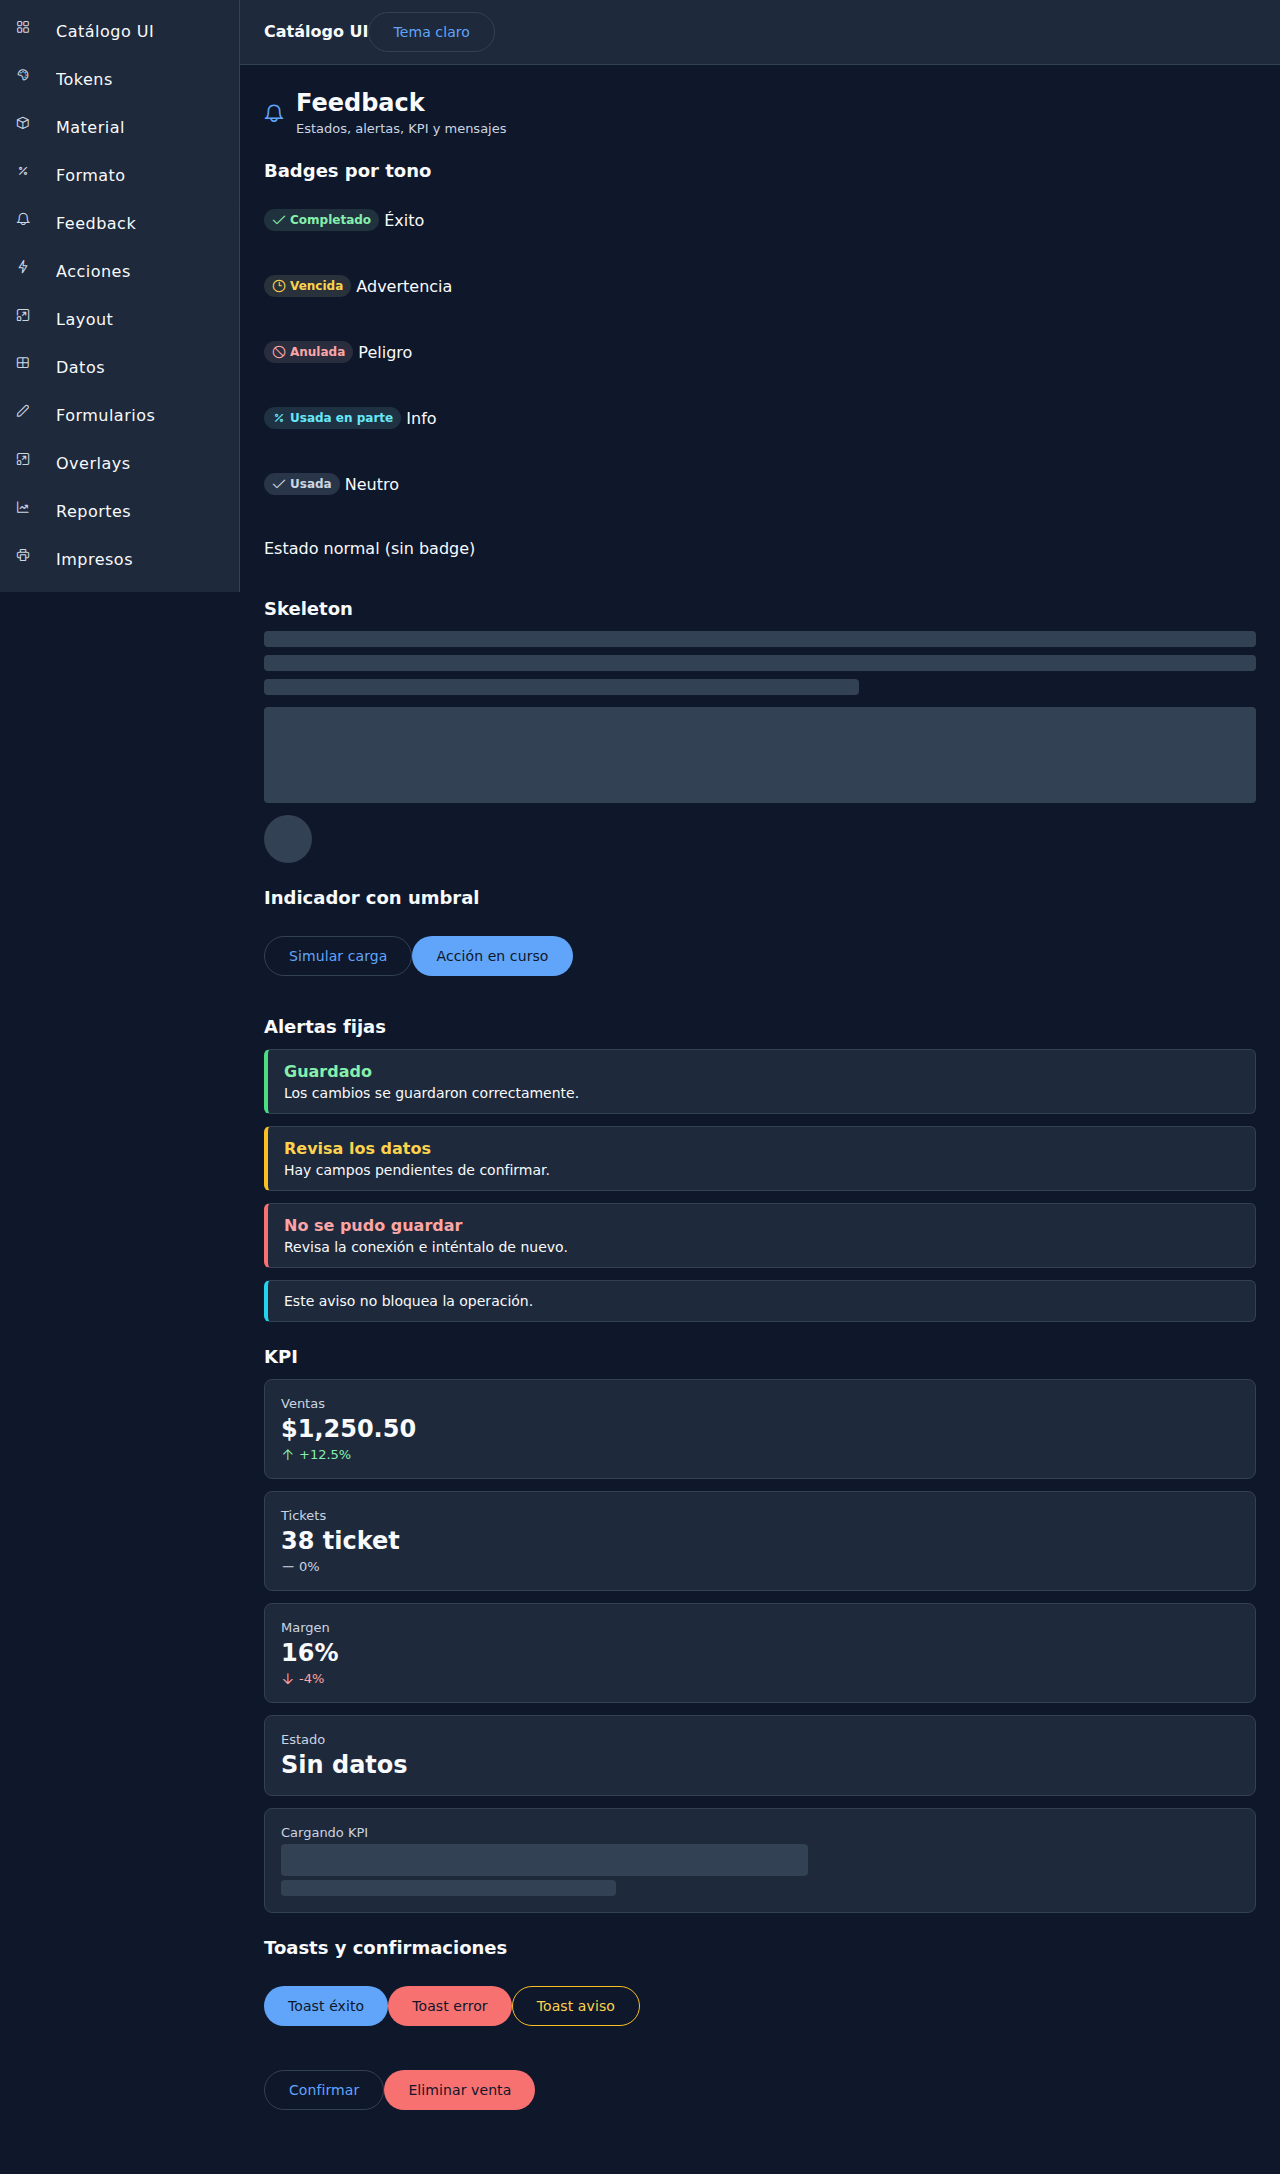 Catálogo UI
Tokens
Material
Formato
Feedback
Acciones
Layout
Datos
Formularios
Overlays
Reportes
Impresos
Catálogo UI Tema claro
Feedback
Estados, alertas, KPI y mensajes
Badges por tono
Completado Éxito
Vencida Advertencia
Anulada Peligro
Usada en parte Info
Usada Neutro
Estado normal (sin badge)
Skeleton
Indicador con umbral
Simular carga Acción en curso
Alertas fijas
Guardado
Los cambios se guardaron correctamente.
Revisa los datos
Hay campos pendientes de confirmar.
No se pudo guardar
Revisa la conexión e inténtalo de nuevo.
Este aviso no bloquea la operación.
KPI
Ventas
$1,250.50
+12.5%
Tickets
38 ticket
0%
Margen
16%
-4%
Estado
Sin datos
Cargando KPI
Toasts y confirmaciones
Toast éxito Toast error Toast aviso
Confirmar Eliminar venta